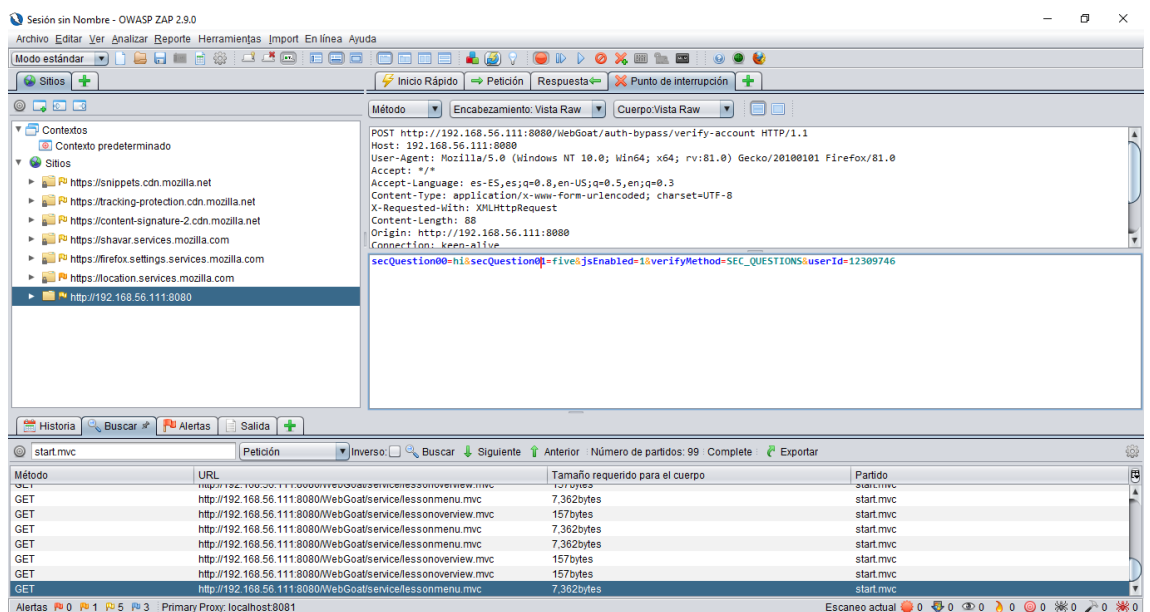 Sesión sin Nombre - OWASP ZAP 2.9.0
Archivo Editar Ver Analizar Reporte Herramientas Import En línea Ayuda
Modo estándar
Sitios
Inicio Rápido Petición Respuesta Punto de interrupción
Método Encabezamiento: Vista Raw Cuerpo:Vista Raw
Contextos
Contexto predeterminado
Sitios
https://snippets.cdn.mozilla.net
https://tracking-protection.cdn.mozilla.net
https://content-signature-2.cdn.mozilla.net
https://shavar.services.mozilla.com
https://firefox.settings.services.mozilla.com
https://location.services.mozilla.com
http://192.168.56.111:8080
POST http://192.168.56.111:8080/WebGoat/auth-bypass/verify-account HTTP/1.1
Host: 192.168.56.111:8080
User-Agent: Mozilla/5.0 (Windows NT 10.0; Win64; x64; rv:81.0) Gecko/20100101 Firefox/81.0
Accept: */*
Accept-Language: es-ES,es;q=0.8,en-US;q=0.5,en;q=0.3
Content-Type: application/x-www-form-urlencoded; charset=UTF-8
X-Requested-With: XMLHttpRequest
Content-Length: 88
Origin: http://192.168.56.111:8080
Connection: keep-alive
secQuestion00=hi&secQuestion01=five&jsEnabled=1&verifyMethod=SEC_QUESTIONS&userId=12309746
Historia Buscar Alertas Salida
start.mvc Petición Inverso: Buscar Siguiente Anterior Número de partidos: 99 Complete Exportar
Método URL Tamaño requerido para el cuerpo Partido
GET http://192.168.56.111:8080/WebGoat/service/lessonoverview.mvc 157bytes start.mvc
GET http://192.168.56.111:8080/WebGoat/service/lessonmenu.mvc 7,362bytes start.mvc
GET http://192.168.56.111:8080/WebGoat/service/lessonoverview.mvc 157bytes start.mvc
GET http://192.168.56.111:8080/WebGoat/service/lessonmenu.mvc 7,362bytes start.mvc
GET http://192.168.56.111:8080/WebGoat/service/lessonmenu.mvc 7,362bytes start.mvc
GET http://192.168.56.111:8080/WebGoat/service/lessonoverview.mvc 157bytes start.mvc
GET http://192.168.56.111:8080/WebGoat/service/lessonoverview.mvc 157bytes start.mvc
GET http://192.168.56.111:8080/WebGoat/service/lessonmenu.mvc 7,362bytes start.mvc
Alertas 0 1 5 3 Primary Proxy: localhost:8081 Escaneo actual 0 0 0 0 0 0 0 0